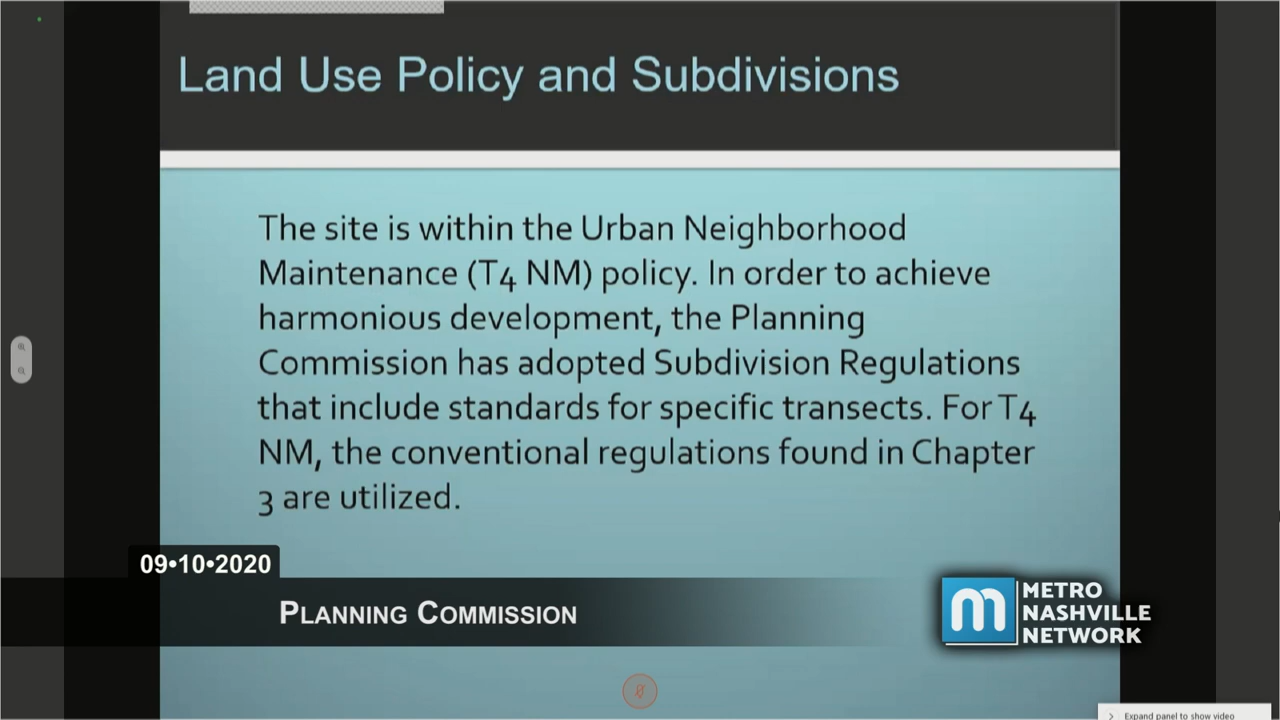 Land Use Policy and Subdivisions
The site is within the Urban Neighborhood
Maintenance (T4 NM) policy. In order to achieve
harmonious development, the Planning
Commission has adopted Subdivision Regulations
that include standards for specific transects. For T4
NM, the conventional regulations found in Chapter
3 are utilized.
09•10•2020
PLANNING COMMISSION
METRO
NASHVILLE
NETWORK
Expand panel to show video